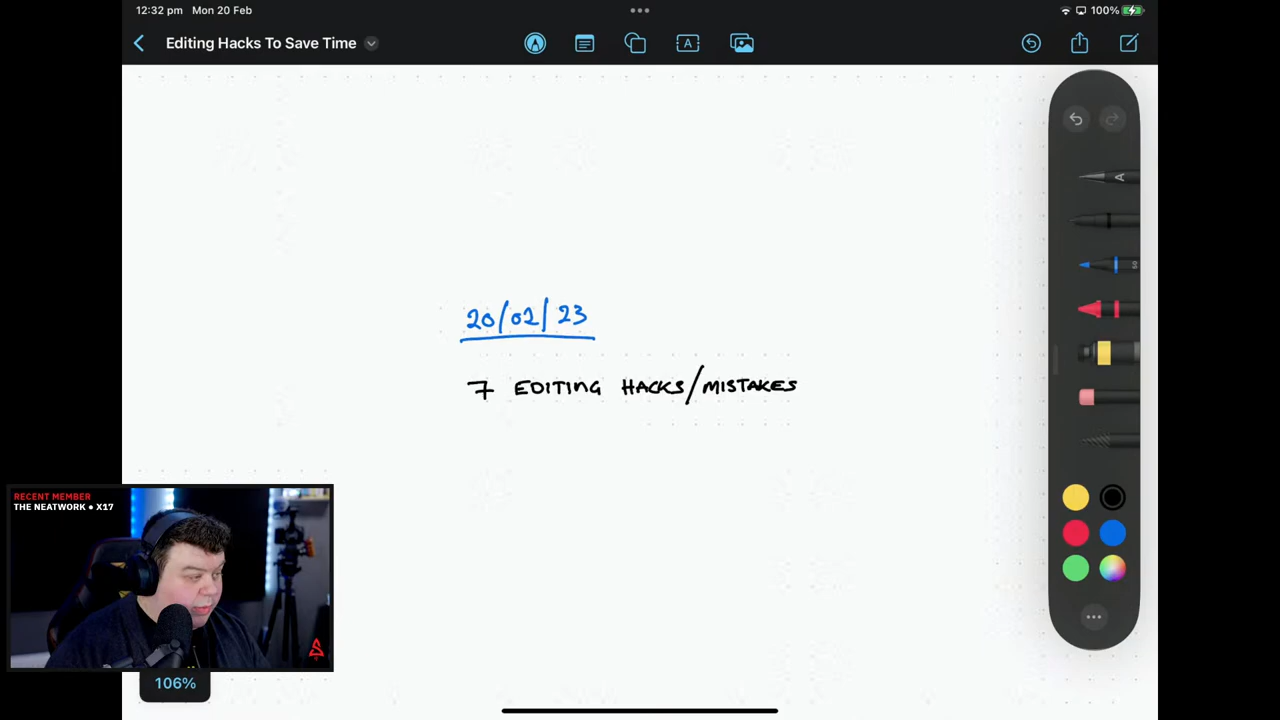 12:32 pm Mon 20 Feb
100%
Editing Hacks To Save Time
A
A
50
20/02/23
7 EDITING HACKS/MISTAKES
RECENT MEMBER
THE NEATWORK • X17
106%